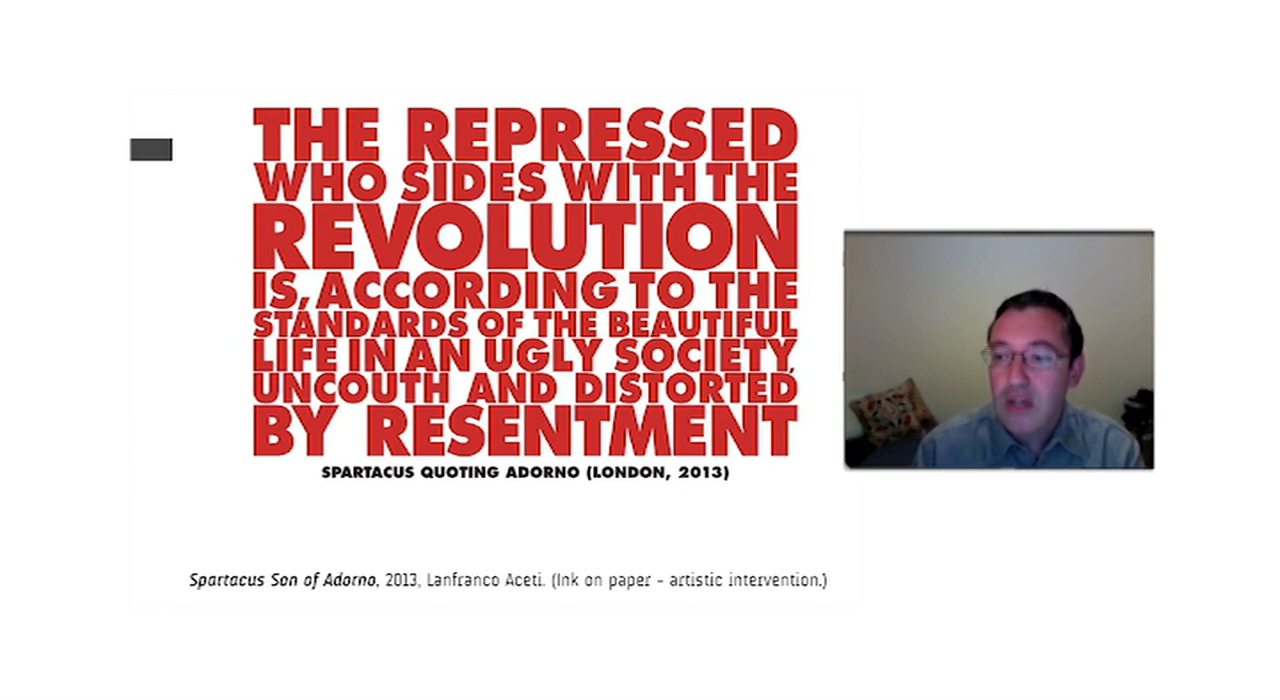 THE REPRESSED
WHO SIDES WITH THE
REVOLUTION
IS, ACCORDING TO THE
STANDARDS OF THE BEAUTIFUL
LIFE IN AN UGLY SOCIETY,
UNCOUTH AND DISTORTED
BY RESENTMENT
SPARTACUS QUOTING ADORNO (LONDON, 2013)
Spartacus Son of Adorno, 2013, Lanfranco Aceti. (Ink on paper - artistic intervention.)